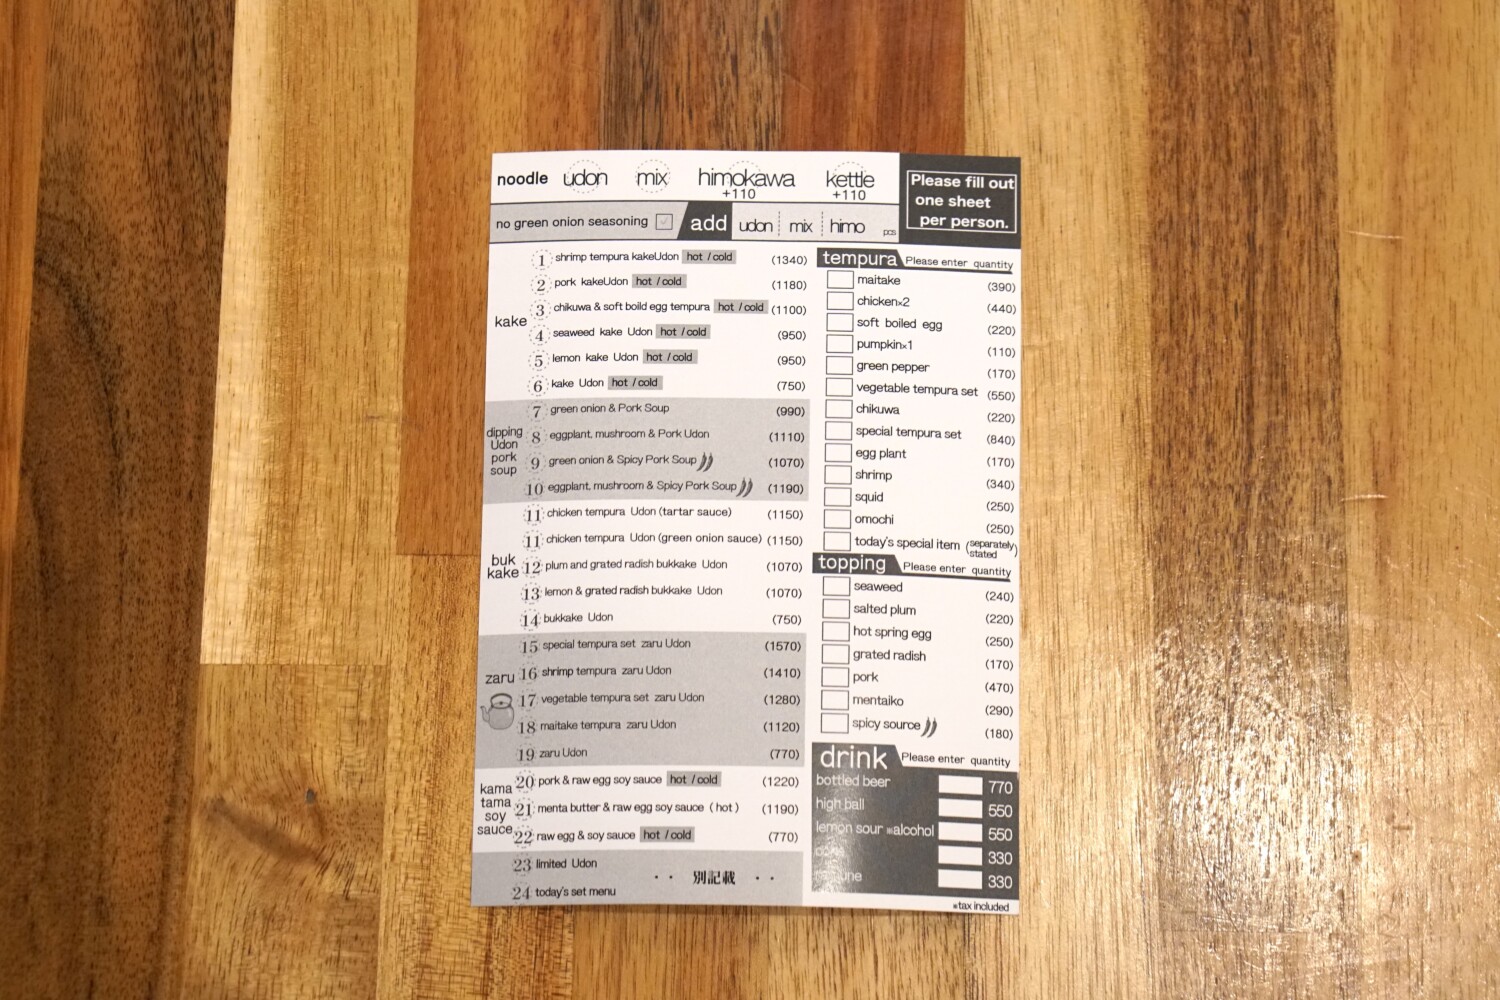 noodle udon mix himokawa +110 kettle +110
Please fill out
one sheet
per person.
no green onion seasoning add udon mix himo pcs
kake
1 shrimp tempura kakeUdon hot / cold (1340)
2 pork kakeUdon hot / cold (1180)
3 chikuwa & soft boild egg tempura hot / cold (1100)
4 seaweed kake Udon hot / cold (950)
5 lemon kake Udon hot / cold (950)
6 kake Udon hot / cold (750)
dipping
Udon
pork
soup
7 green onion & Pork Soup (990)
8 eggplant, mushroom & Pork Udon (1110)
9 green onion & Spicy Pork Soup (1070)
10 eggplant, mushroom & Spicy Pork Soup (1190)
buk
kake
11 chicken tempura Udon (tartar sauce) (1150)
11 chicken tempura Udon (green onion sauce) (1150)
12 plum and grated radish bukkake Udon (1070)
13 lemon & grated radish bukkake Udon (1070)
14 bukkake Udon (750)
zaru
15 special tempura set zaru Udon (1570)
16 shrimp tempura zaru Udon (1410)
17 vegetable tempura set zaru Udon (1280)
18 maitake tempura zaru Udon (1120)
19 zaru Udon (770)
kama
tama
soy
sauce
20 pork & raw egg soy sauce hot / cold (1220)
21 menta butter & raw egg soy sauce (hot) (1190)
22 raw egg & soy sauce hot / cold (770)
23 limited Udon
24 today's set menu
・・ 別記載 ・・
tempura Please enter quantity
maitake (390)
chicken×2 (440)
soft boiled egg (220)
pumpkin×1 (110)
green pepper (170)
vegetable tempura set (550)
chikuwa (220)
special tempura set (840)
egg plant (170)
shrimp (340)
squid (250)
omochi (250)
today's special item (separately stated)
topping Please enter quantity
seaweed (240)
salted plum (220)
hot spring egg (250)
grated radish (170)
pork (470)
mentaiko (290)
spicy source (180)
drink Please enter quantity
bottled beer 770
high ball 550
lemon sour ※alcohol 550
330
330
※tax included